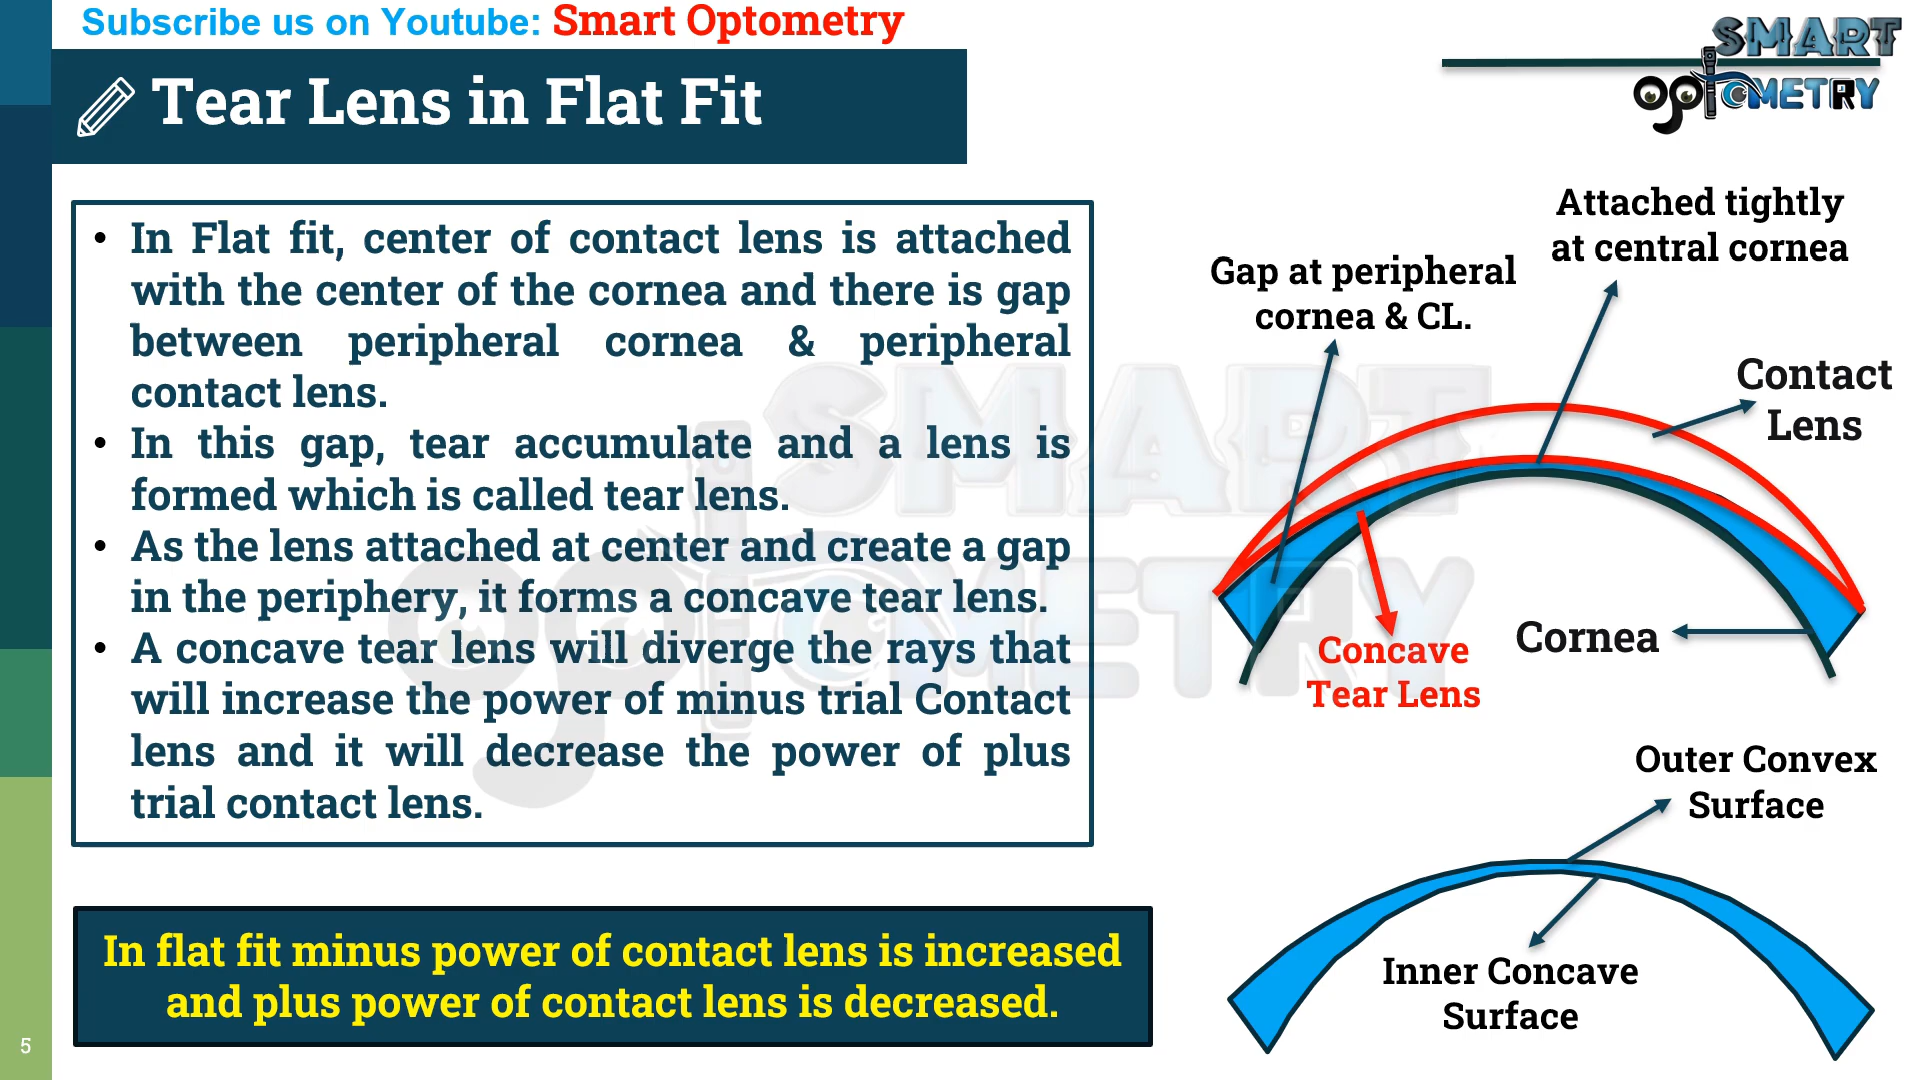 Subscribe us on Youtube: Smart Optometry
SMART
OptOMETRY
Tear Lens in Flat Fit
• In Flat fit, center of contact lens is attached
with the center of the cornea and there is gap
between peripheral cornea & peripheral
contact lens.
• In this gap, tear accumulate and a lens is
formed which is called tear lens.
• As the lens attached at center and create a gap
in the periphery, it forms a concave tear lens.
• A concave tear lens will diverge the rays that
will increase the power of minus trial Contact
lens and it will decrease the power of plus
trial contact lens.
In flat fit minus power of contact lens is increased
and plus power of contact lens is decreased.
Attached tightly
at central cornea
Gap at peripheral
cornea & CL.
Contact
Lens
Cornea
Concave
Tear Lens
Outer Convex
Surface
Inner Concave
Surface
SMART
OptOMETRY
5